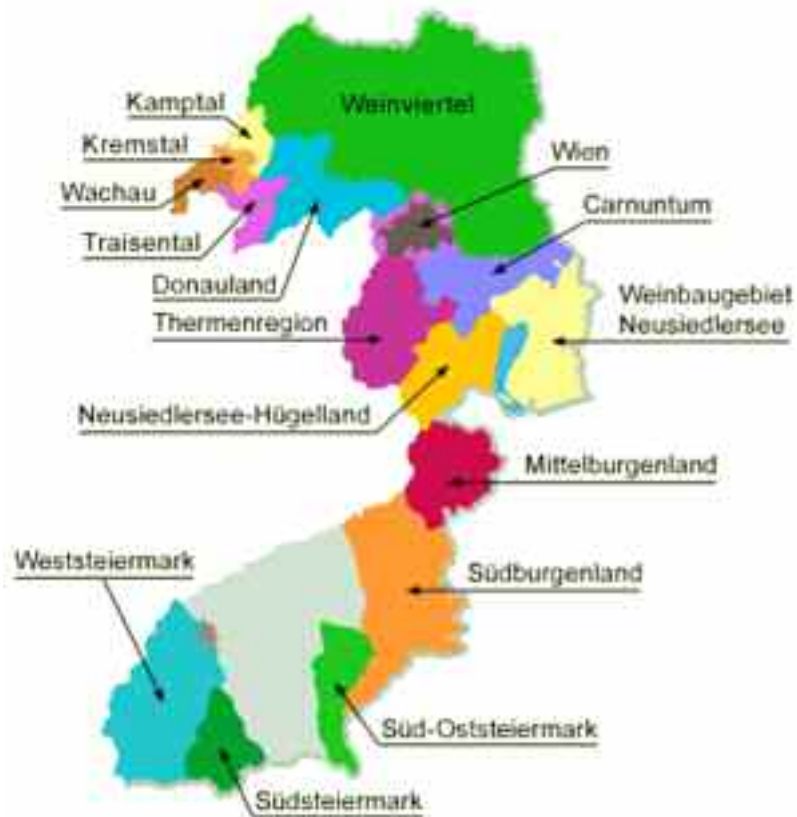 Weinviertel
Kamptal
Kremstal
Wachau
Traisental
Donauland
Thermenregion
Wien
Carnuntum
Weinbaugebiet
Neusiedlersee
Neusiedlersee-Hügelland
Mittelburgenland
Weststeiermark
Südburgenland
Süd-Oststeiermark
Südsteiermark